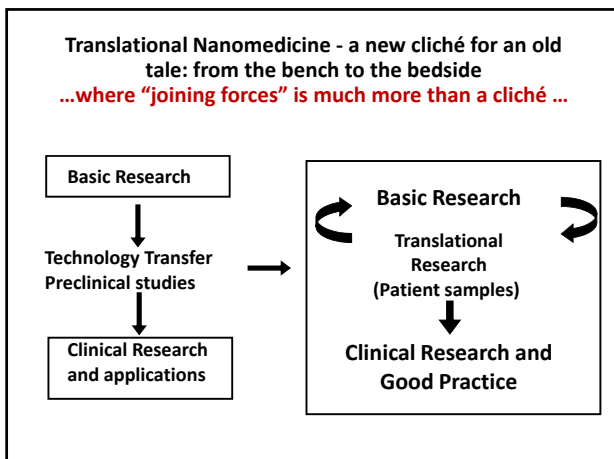 Translational Nanomedicine - a new cliché for an old
tale: from the bench to the bedside
…where “joining forces” is much more than a cliché …
Basic Research
Technology Transfer
Preclinical studies
Clinical Research
and applications
Basic Research
Translational
Research
(Patient samples)
Clinical Research and
Good Practice